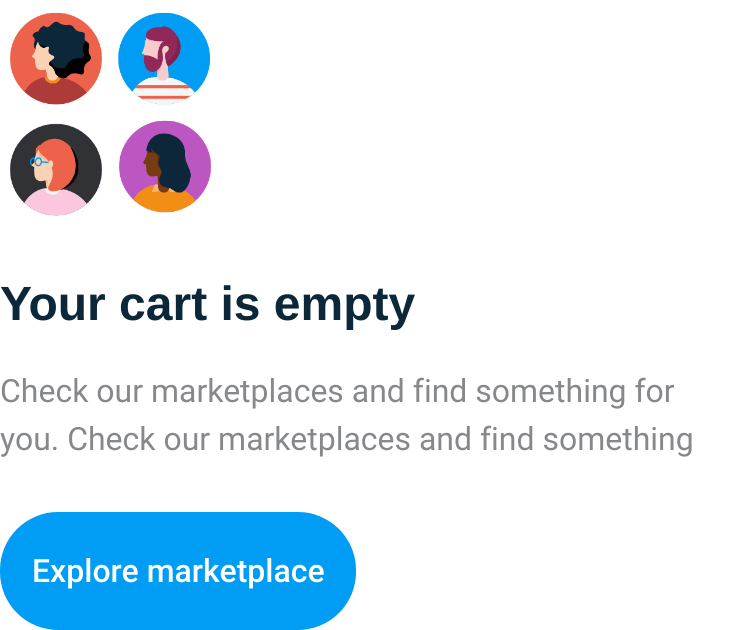 Your cart is empty
Check our marketplaces and find something for
you. Check our marketplaces and find something
Explore marketplace